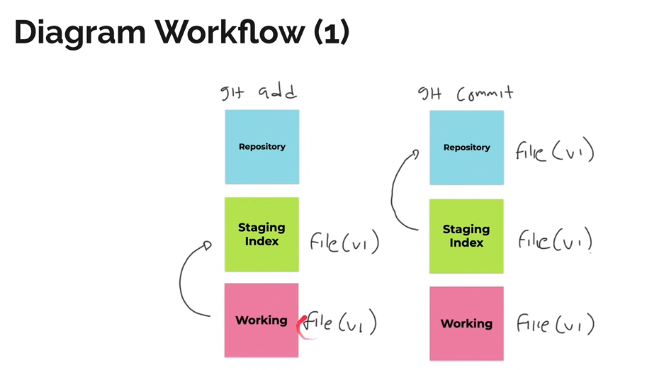 Diagram Workflow (1)
git add
Repository
Staging
Index
file(v1)
Working
file(v1)
git commit
Repository
file(v1)
Staging
Index
file(v1)
Working
file(v1)